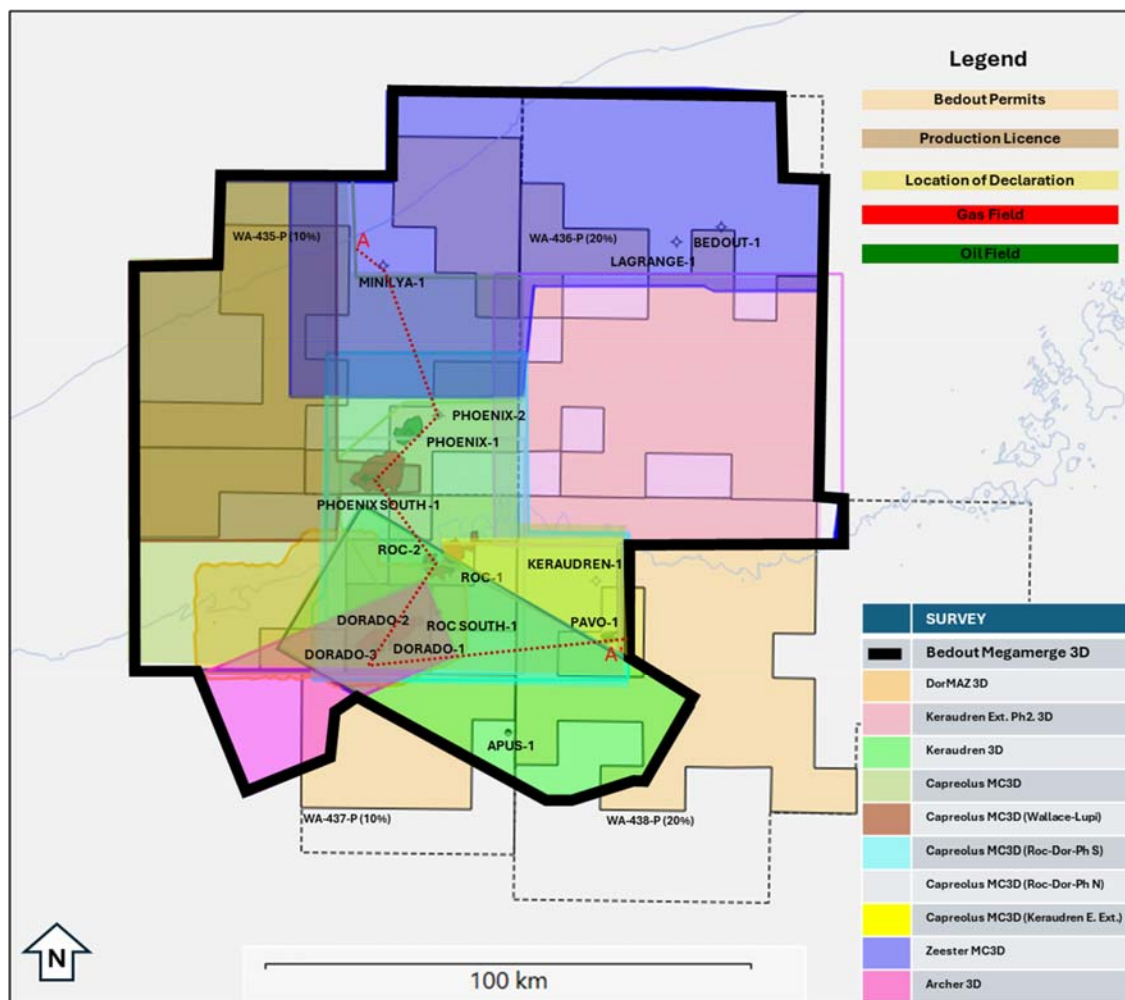 Legend
Bedout Permits
Production Licence
Location of Declaration
Gas Field
Oil Field
WA-435-P (10%)
A
WA-436-P (20%)
BEDOUT-1
LAGRANGE-1
MINILYA-1
PHOENIX-2
PHOENIX-1
PHOENIX SOUTH -1
ROC-2
ROC-1
KERAUDREN-1
DORADO-2
ROC SOUTH-1
PAVO-1
DORADO-3
DORADO-1
A'
APUS-1
WA-437-P (10%)
WA-438-P (20%)
SURVEY
Bedout Megamerge 3D
DorMAZ 3D
Keraudren Ext. Ph2. 3D
Keraudren 3D
Capreolus MC3D
Capreolus MC3D (Wallace-Lupi)
Capreolus MC3D (Roc-Dor-Ph S)
Capreolus MC3D (Roc-Dor-Ph N)
Capreolus MC3D (Keraudren E. Ext.)
Zeester MC3D
Archer 3D
N
100 km